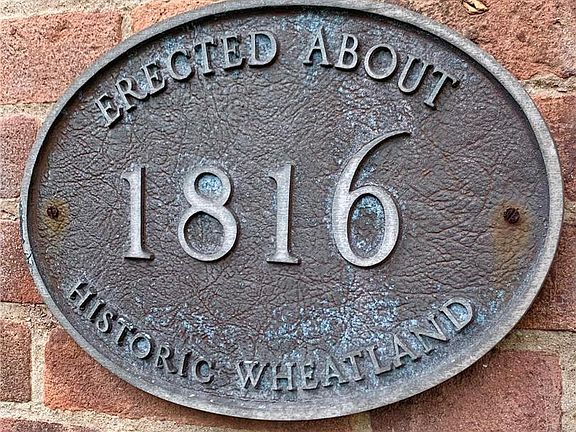 ERECTED ABOUT
1816
HISTORIC WHEATLAND